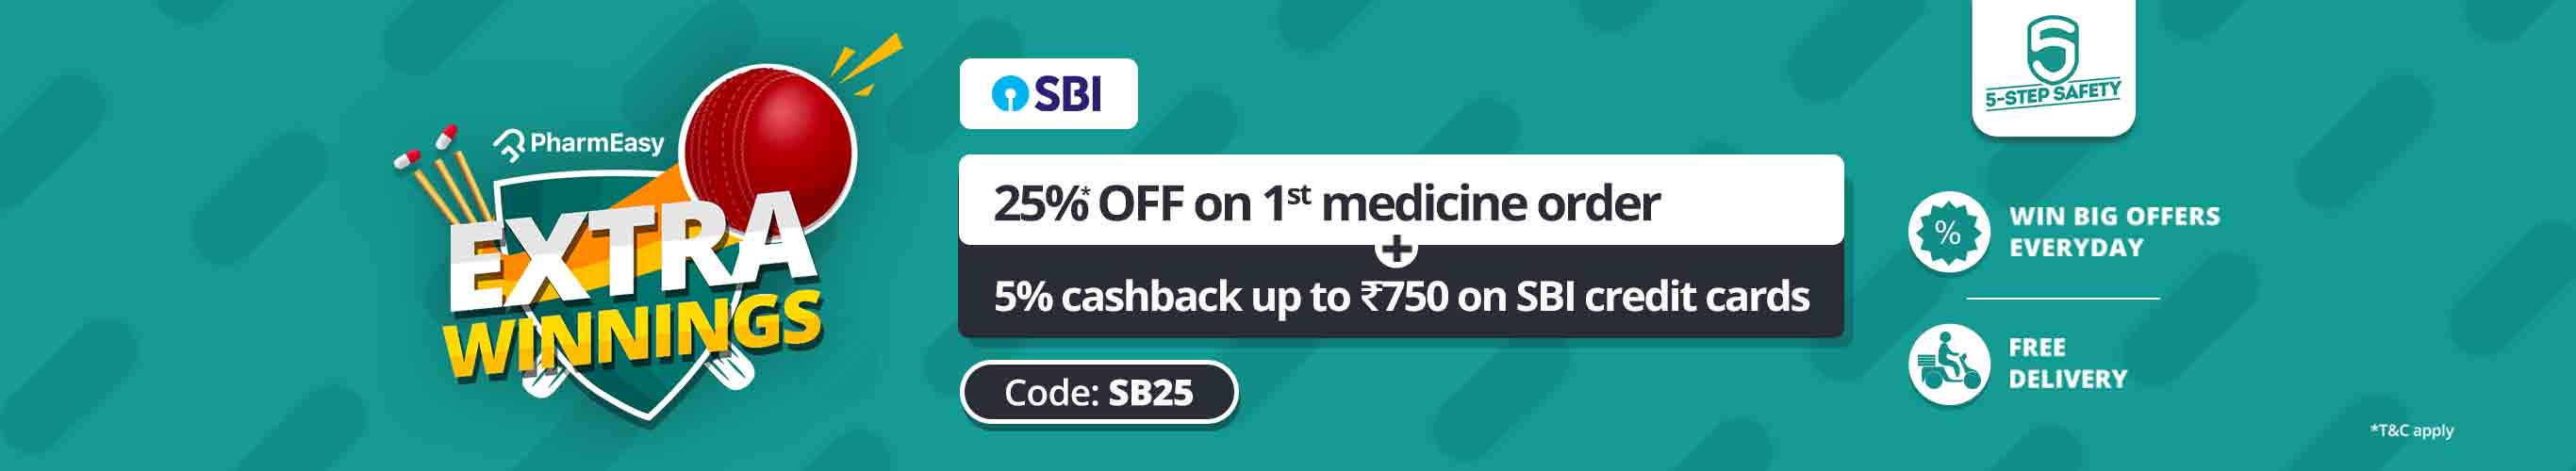 PharmEasy
EXTRA
WINNINGS
SBI
25%* OFF on 1st medicine order
+
5% cashback up to ₹750 on SBI credit cards
Code: SB25
5
5-STEP SAFETY
%
WIN BIG OFFERS
EVERYDAY
FREE
DELIVERY
*T&C apply